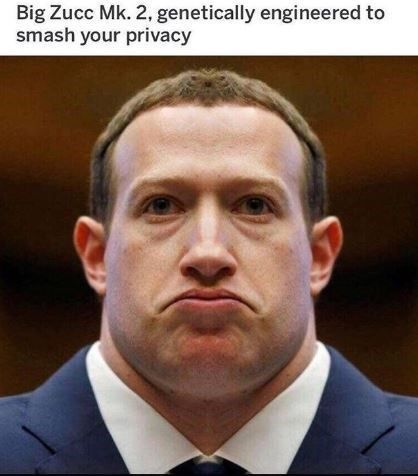 Big Zucc Mk. 2, genetically engineered to
smash your privacy